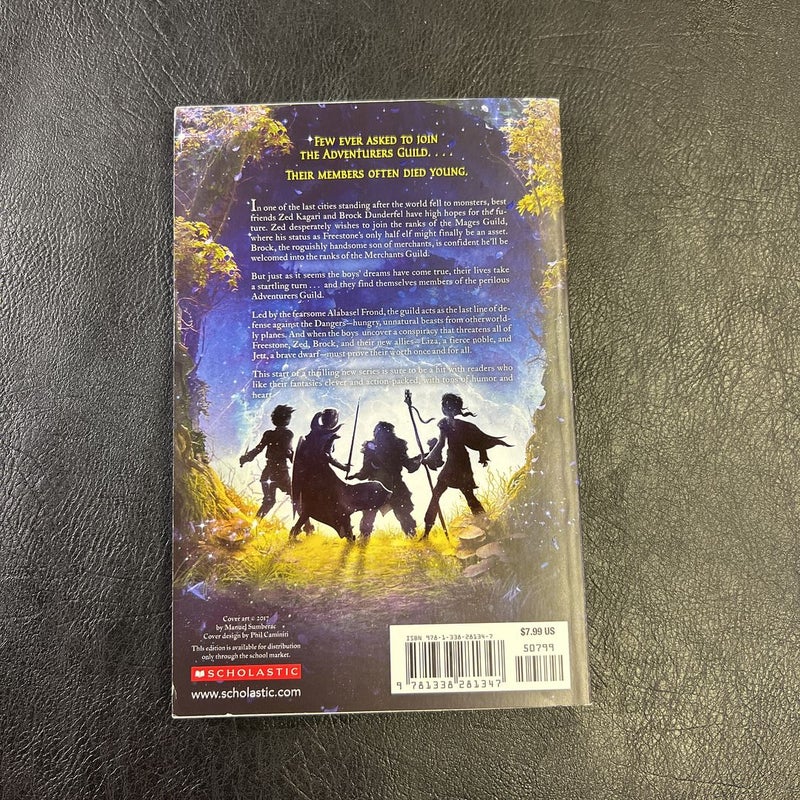 FEW EVER ASKED TO JOIN
THE ADVENTURERS GUILD. . . .
THEIR MEMBERS OFTEN DIED YOUNG.
In one of the last cities standing after the world fell to monsters, best
friends Zed Kagari and Brock Dunderfel have high hopes for the fu-
ture. Zed desperately wishes to join the ranks of the Mages Guild,
where his status as Freestone's only half elf might finally be an asset.
Brock, the roguishly handsome son of merchants, is confident he'll be
welcomed into the ranks of the Merchants Guild.
But just as it seems the boys' dreams have come true, their lives take
a startling turn . . . and they find themselves members of the perilous
Adventurers Guild.
Led by the fearsome Alabasel Frond, the guild acts as the last line of de-
fense against the Dangers—hungry, unnatural beasts from otherworld-
ly planes. And when the boys uncover a conspiracy that threatens all of
Freestone, Zed, Brock, and their new allies—Liza, a fierce noble, and
Jett, a brave dwarf—must prove their worth once and for all.
This start of a thrilling new series is sure to be a hit with readers who
like their fantasies clever and action-packed, with tons of humor and
heart.
Cover art © 2017
by Manuel Sumberac
Cover design by Phil Caminiti
This edition is available for distribution
only through the school market.
SCHOLASTIC
www.scholastic.com
ISBN 978-1-338-28134-7
$7.99 US
50799
9 781338 281347